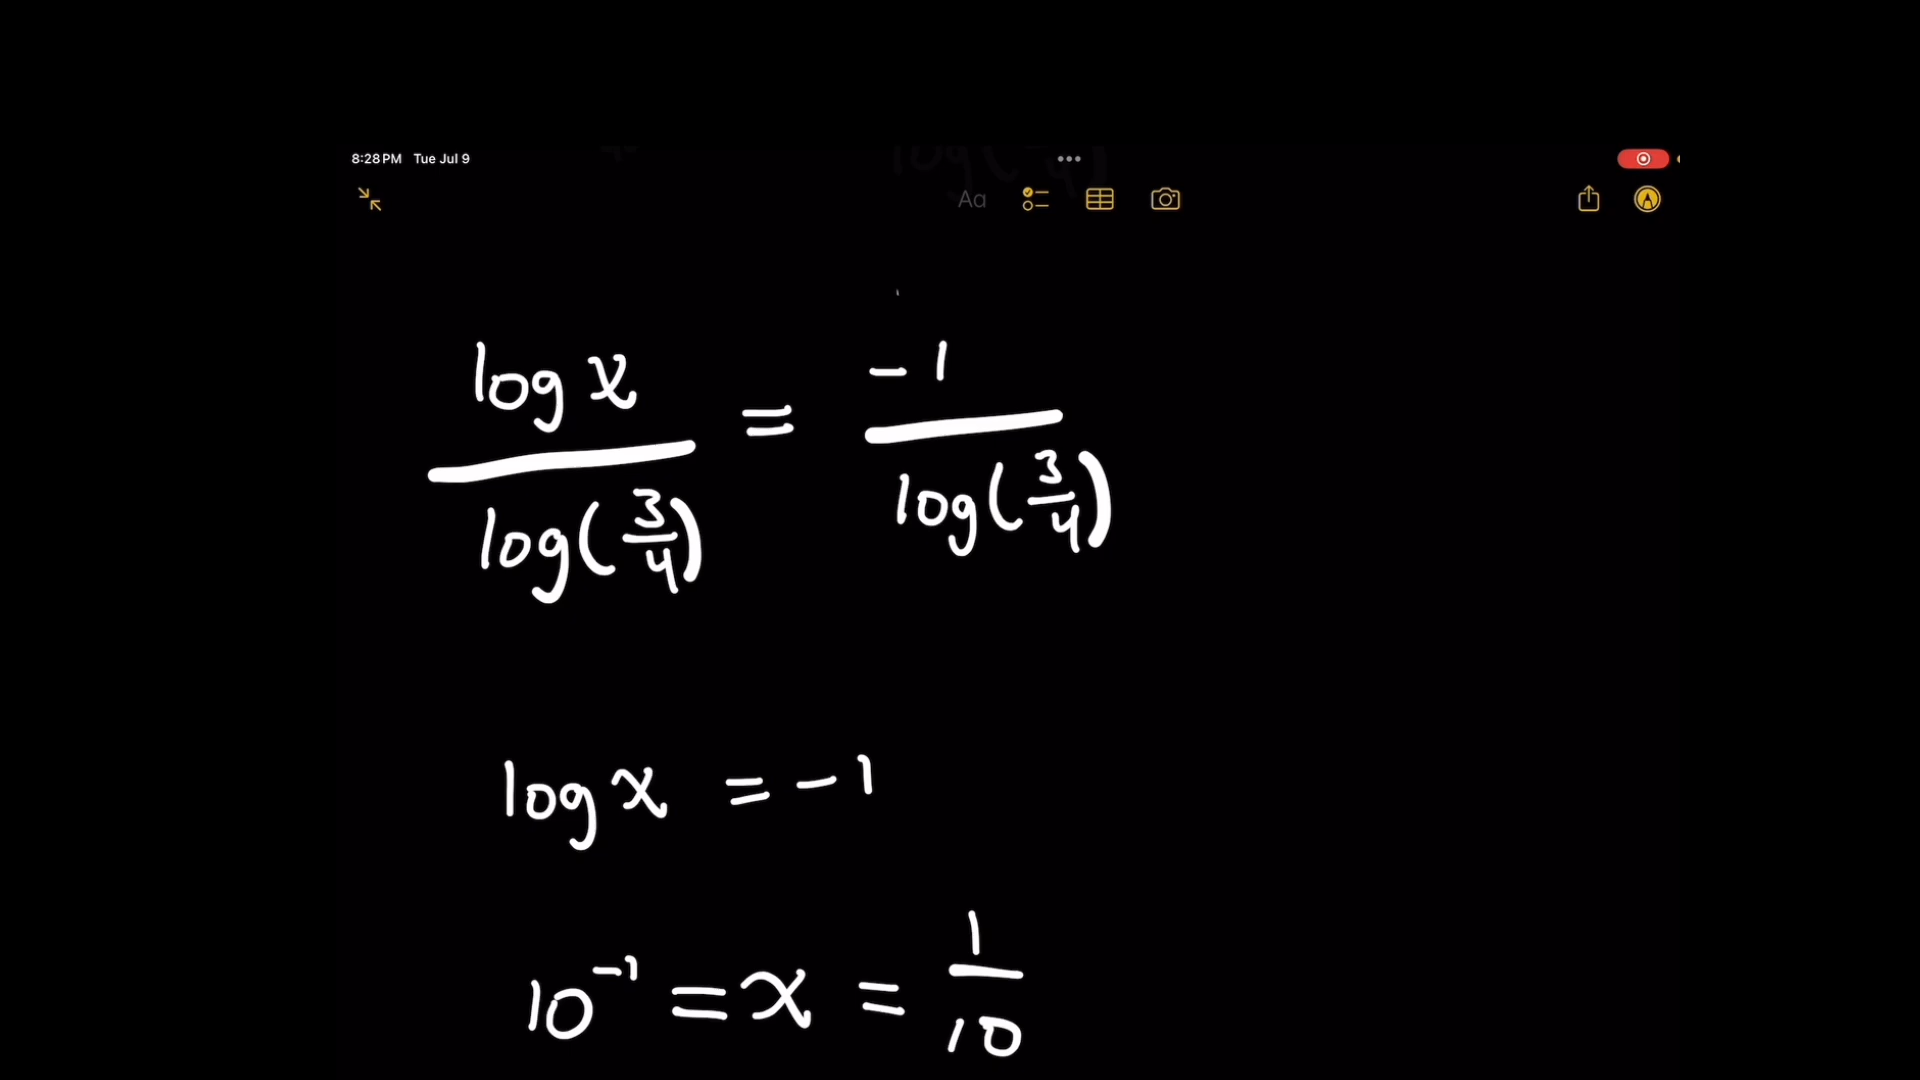 8:28 PM Tue Jul 9
Aa
log x / log(3/4) = -1 / log(3/4)
log x = -1
10⁻¹ = x = 1/10